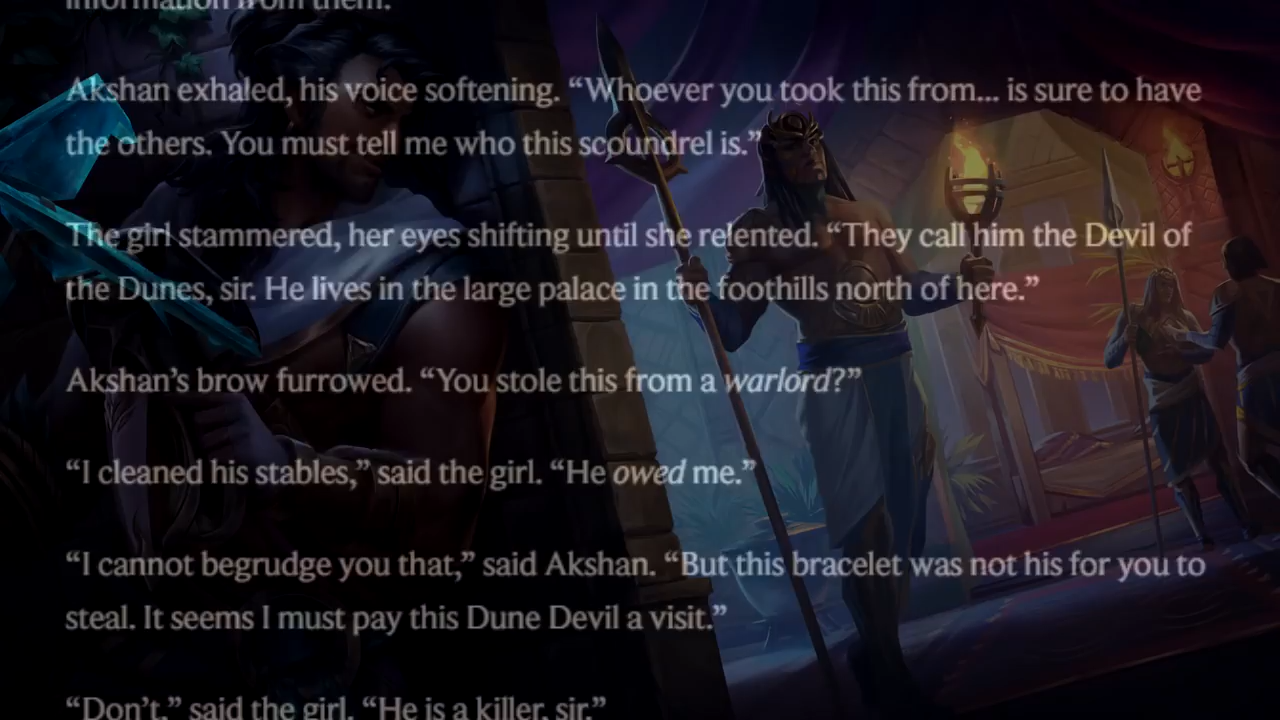 information from them.
Akshan exhaled, his voice softening. “Whoever you took this from... is sure to have
the others. You must tell me who this scoundrel is.”
The girl stammered, her eyes shifting until she relented. “They call him the Devil of
the Dunes, sir. He lives in the large palace in the foothills north of here.”
Akshan’s brow furrowed. “You stole this from a warlord?”
“I cleaned his stables,” said the girl. “He owed me.”
“I cannot begrudge you that,” said Akshan. “But this bracelet was not his for you to
steal. It seems I must pay this Dune Devil a visit.”
“Don’t,” said the girl. “He is a killer, sir.”